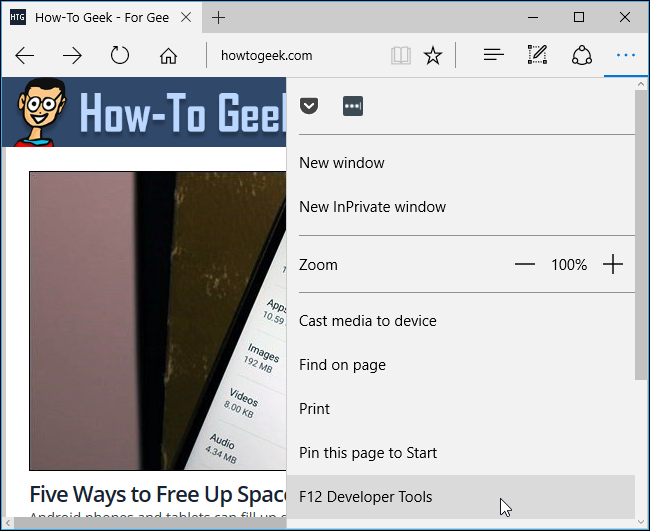 HTG How-To Geek - For Gee
howtogeek.com
How-To Geek
New window
New InPrivate window
Zoom 100%
Cast media to device
Find on page
Print
Pin this page to Start
F12 Developer Tools
Apps
10.59
Images
192 MB
Videos
8.00 KB
Audio
4.34 MB
Five Ways to Free Up Space
Android phones and tablets can fill up